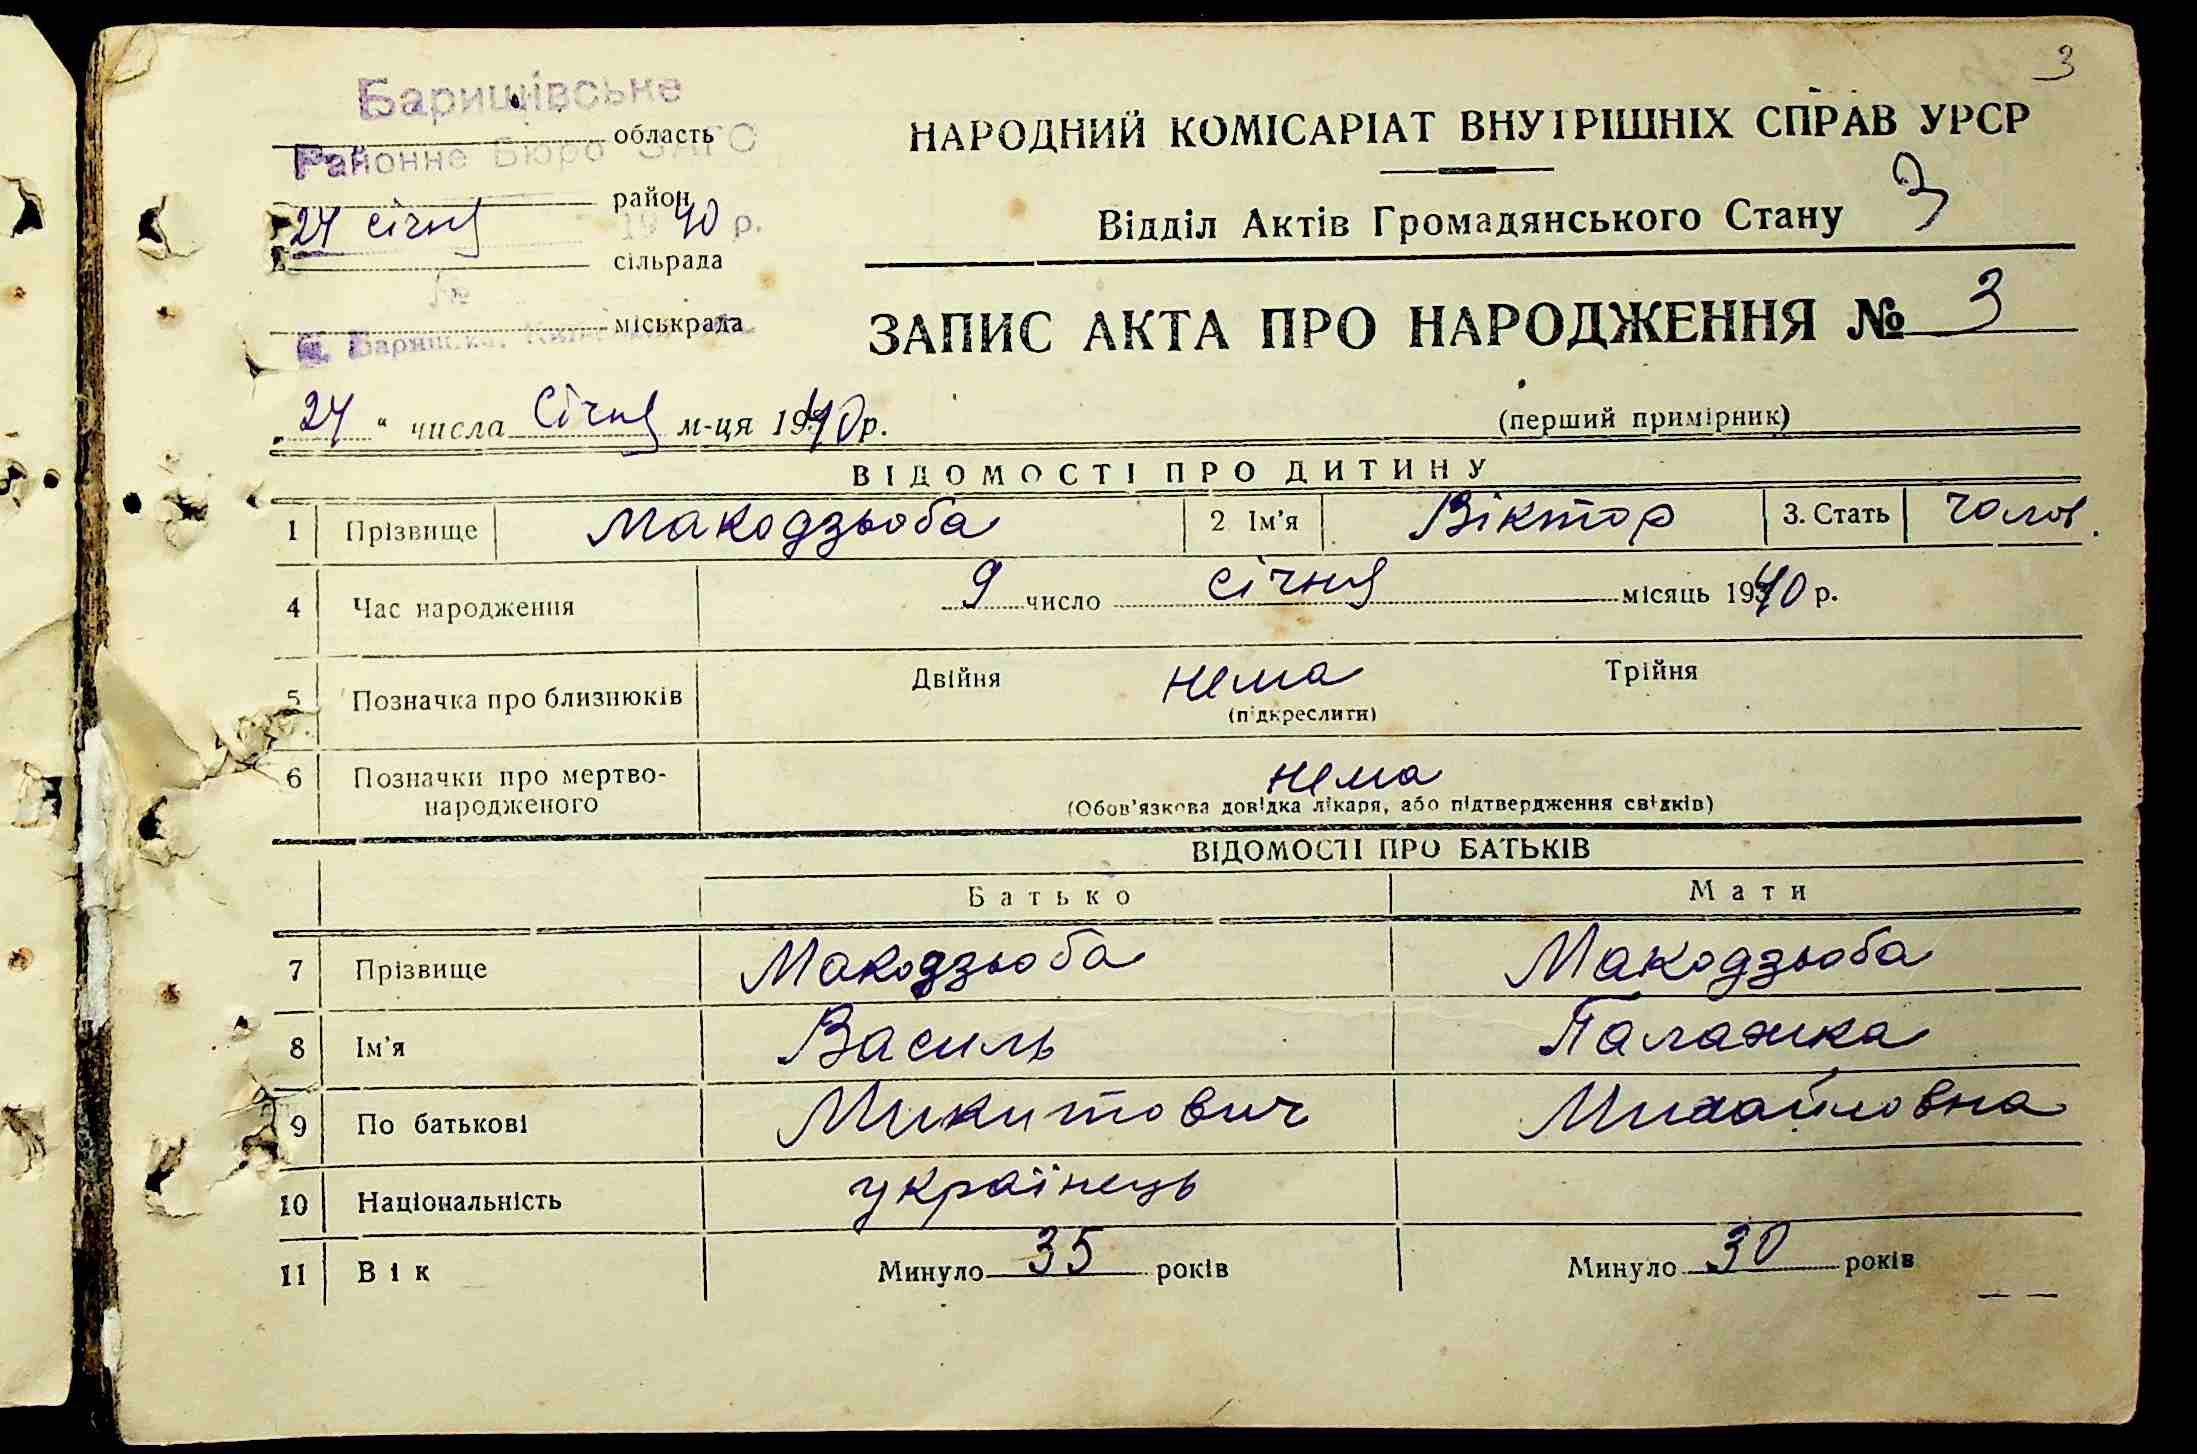 3
Баришівське
область
Районне Бюро ЗАГС
район
24 січня 1940 р.
сільрада
№
міськрада
НАРОДНИЙ КОМІСАРІАТ ВНУТРІШНІХ СПРАВ УРСР
Відділ Актів Громадянського Стану 3
ЗАПИС АКТА ПРО НАРОДЖЕННЯ № 3
„ 24 “ числа Січня м-ця 1940 р.
(перший примірник)
ВІДОМОСТІ ПРО ДИТИНУ
1 Прізвище Макодзьоба 2 Ім’я Віктор 3. Стать чолов.
4 Час народження 9 число січня місяць 1940 р.
5 Позначка про близнюків Двійня нема Трійня
(підкреслити)
6 Позначки про мертво-
народженого нема
(Обов’язкова довідка лікаря, або підтвердження свідків)
ВІДОМОСТІ ПРО БАТЬКІВ
Батько Мати
7 Прізвище Макодзьоба Макодзьоба
8 Ім’я Василь Палажка
9 По батькові Микитович Михайловна
10 Національність українець
11 Вік Минуло 35 років Минуло 30 років